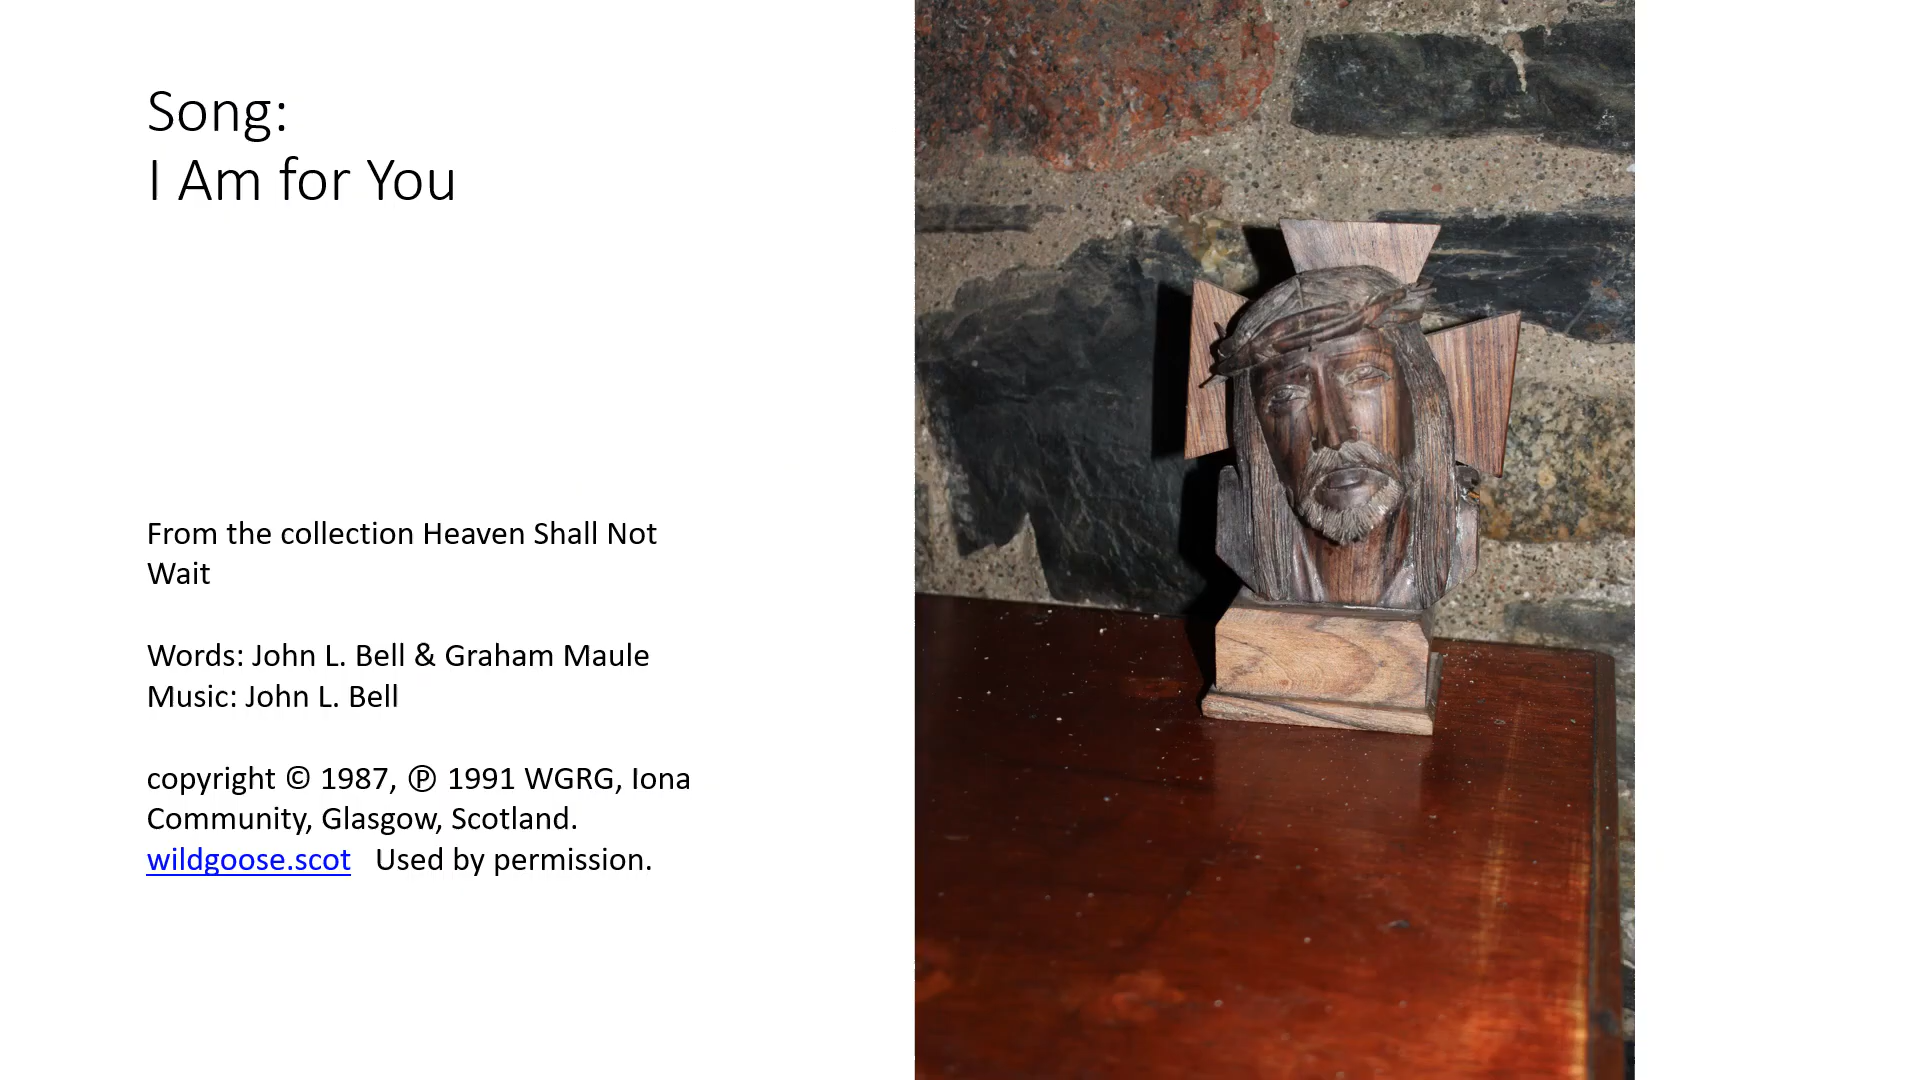 Song:
I Am for You
From the collection Heaven Shall Not
Wait
Words: John L. Bell & Graham Maule
Music: John L. Bell
copyright © 1987, ℗ 1991 WGRG, Iona
Community, Glasgow, Scotland.
wildgoose.scot   Used by permission.